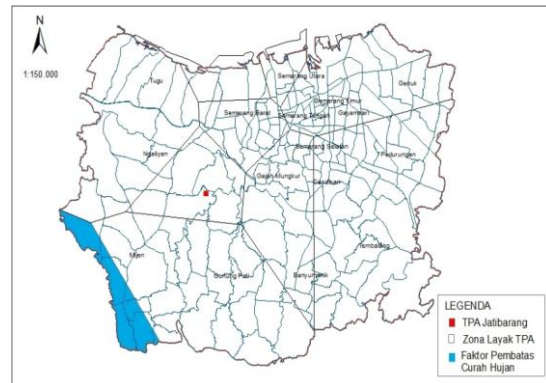 N
1:150.000
Tugu
Semarang Utara
Genuk
Semarang Timur
Semarang Barat
Gayamsari
Semarang Tengah
Semarang Selatan
Ngaliyan
Pedurungan
Gajah Mungkur
Candisari
Mijen
Tembalang
Gunung Pati
Banyumanik
LEGENDA
TPA Jatibarang
Zona Layak TPA
Faktor Pembatas
Curah Hujan